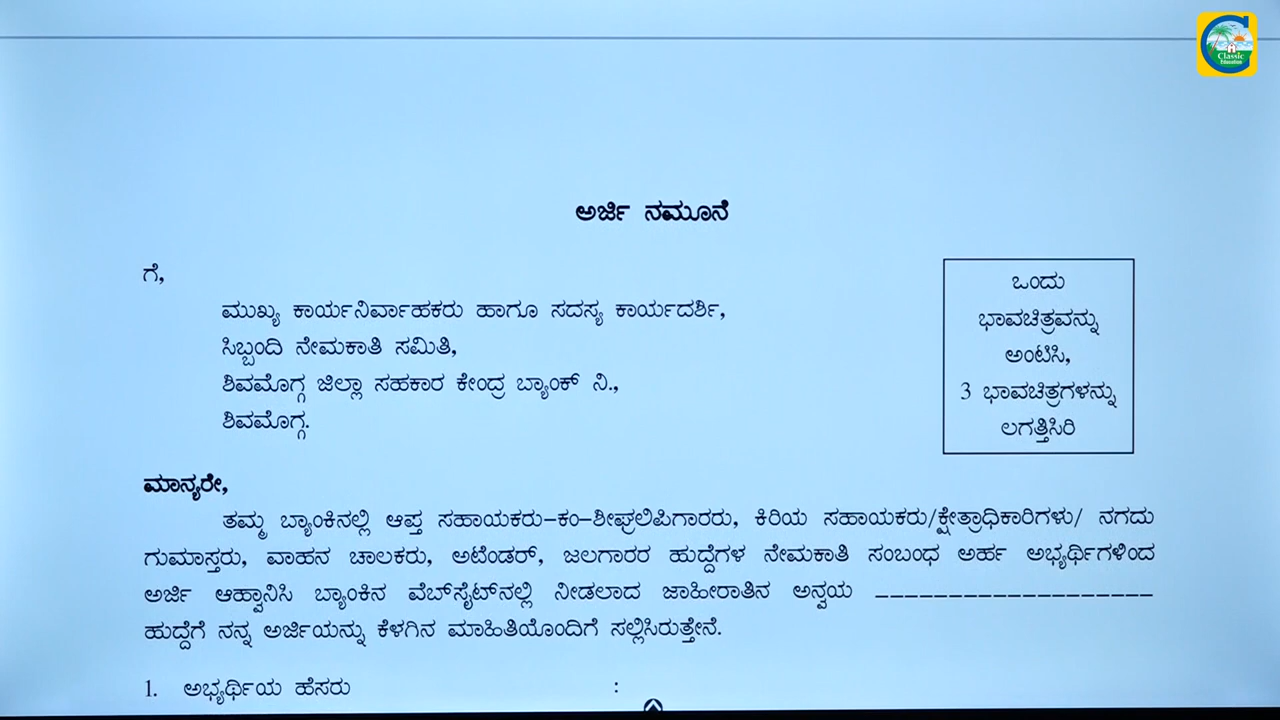 Classic
Education
ಅರ್ಜಿ ನಮೂನೆ
ಗೆ,
ಮುಖ್ಯ ಕಾರ್ಯನಿರ್ವಾಹಕರು ಹಾಗೂ ಸದಸ್ಯ ಕಾರ್ಯದರ್ಶಿ,
ಸಿಬ್ಬಂದಿ ನೇಮಕಾತಿ ಸಮಿತಿ,
ಶಿವಮೊಗ್ಗ ಜಿಲ್ಲಾ ಸಹಕಾರ ಕೇಂದ್ರ ಬ್ಯಾಂಕ್ ನಿ.,
ಶಿವಮೊಗ್ಗ.
ಒಂದು
ಭಾವಚಿತ್ರವನ್ನು
ಅಂಟಿಸಿ,
3 ಭಾವಚಿತ್ರಗಳನ್ನು
ಲಗತ್ತಿಸಿರಿ
ಮಾನ್ಯರೇ,
ತಮ್ಮ ಬ್ಯಾಂಕಿನಲ್ಲಿ ಆಪ್ತ ಸಹಾಯಕರು-ಕಂ-ಶೀಘ್ರಲಿಪಿಗಾರರು, ಕಿರಿಯ ಸಹಾಯಕರು/ಕ್ಷೇತ್ರಾಧಿಕಾರಿಗಳು/ ನಗದು
ಗುಮಾಸ್ತರು, ವಾಹನ ಚಾಲಕರು, ಅಟೆಂಡರ್, ಜಲಗಾರರ ಹುದ್ದೆಗಳ ನೇಮಕಾತಿ ಸಂಬಂಧ ಅರ್ಹ ಅಭ್ಯರ್ಥಿಗಳಿಂದ
ಅರ್ಜಿ ಆಹ್ವಾನಿಸಿ ಬ್ಯಾಂಕಿನ ವೆಬ್‌ಸೈಟ್‌ನಲ್ಲಿ ನೀಡಲಾದ ಜಾಹೀರಾತಿನ ಅನ್ವಯ ___________________
ಹುದ್ದೆಗೆ ನನ್ನ ಅರ್ಜಿಯನ್ನು ಕೆಳಗಿನ ಮಾಹಿತಿಯೊಂದಿಗೆ ಸಲ್ಲಿಸಿರುತ್ತೇನೆ.
1. ಅಭ್ಯರ್ಥಿಯ ಹೆಸರು :